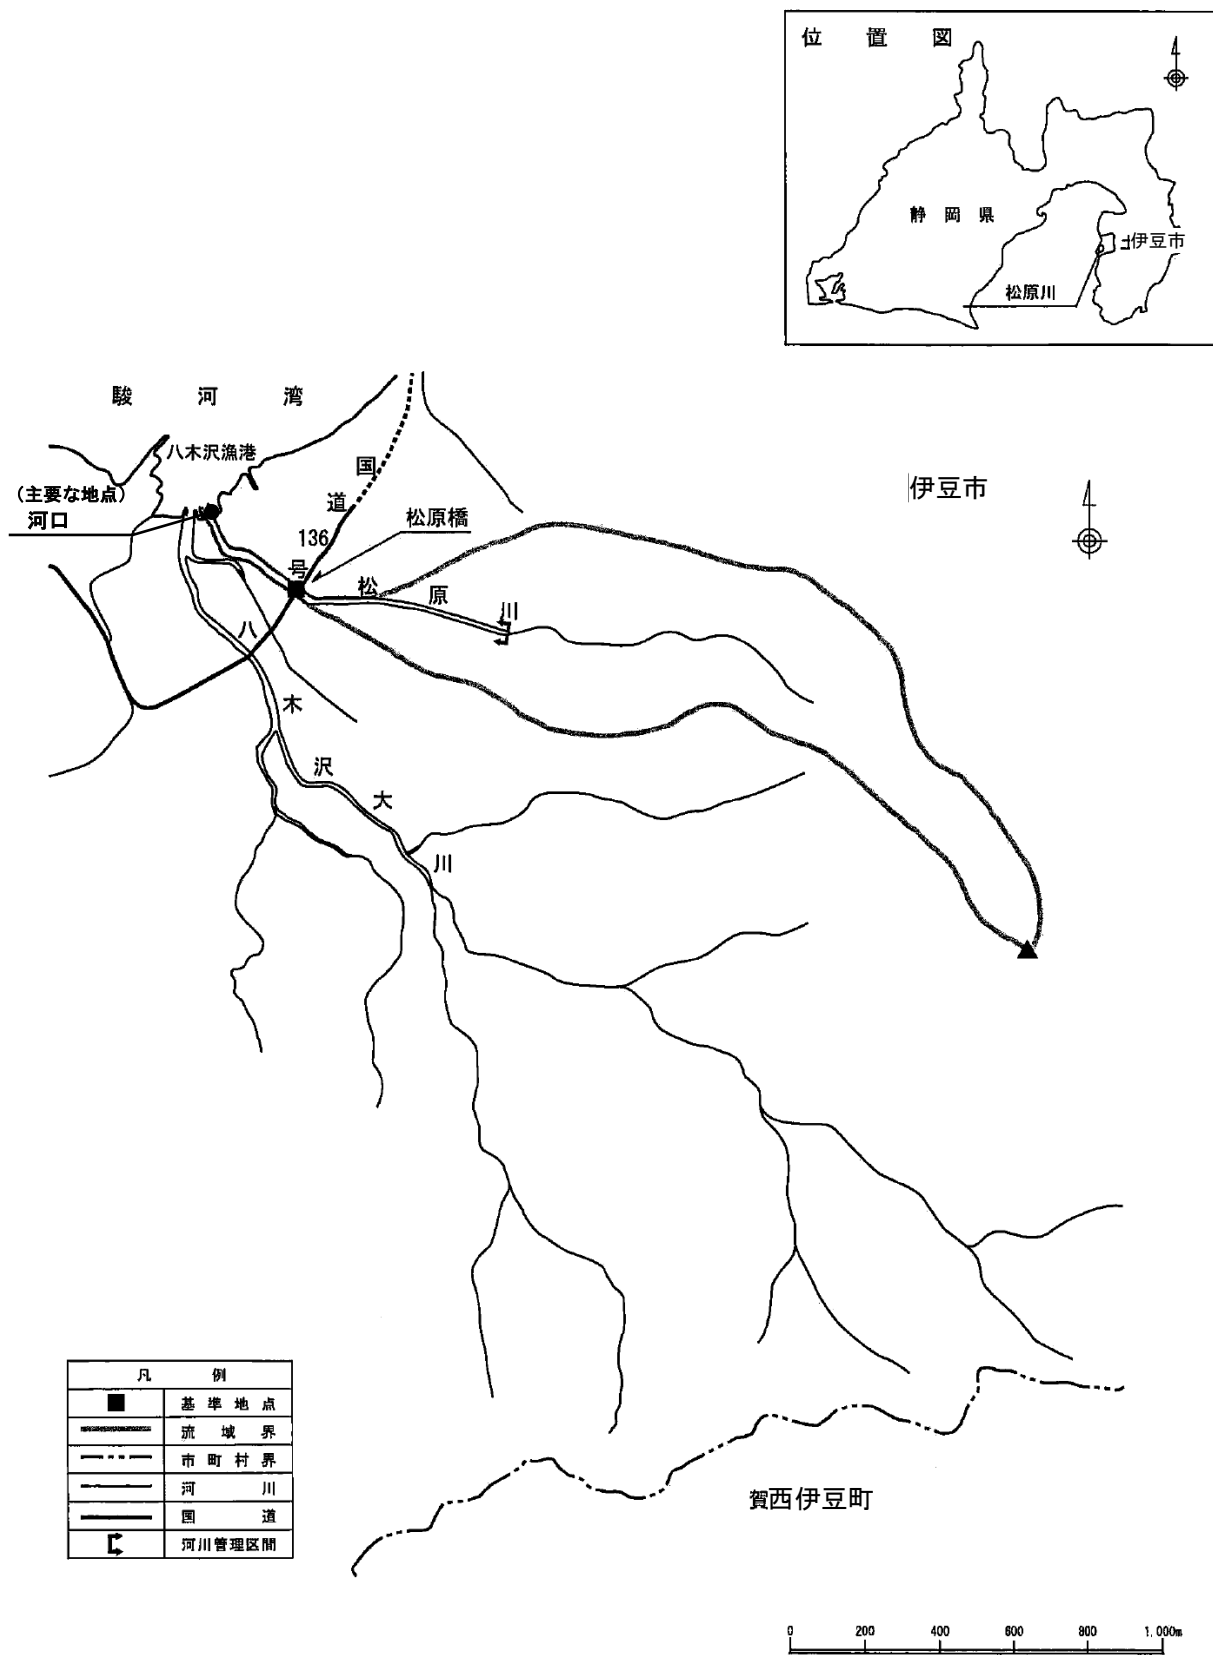 位置図
静岡県
伊豆市
松原川
駿河湾
八木沢漁港
(主要な地点)
河口
国道136号
松原橋
伊豆市
松原川
八木沢大川
凡例
基準地点
流域界
市町村界
河川
国道
河川管理区間
賀西伊豆町
0 200 400 600 800 1,000m